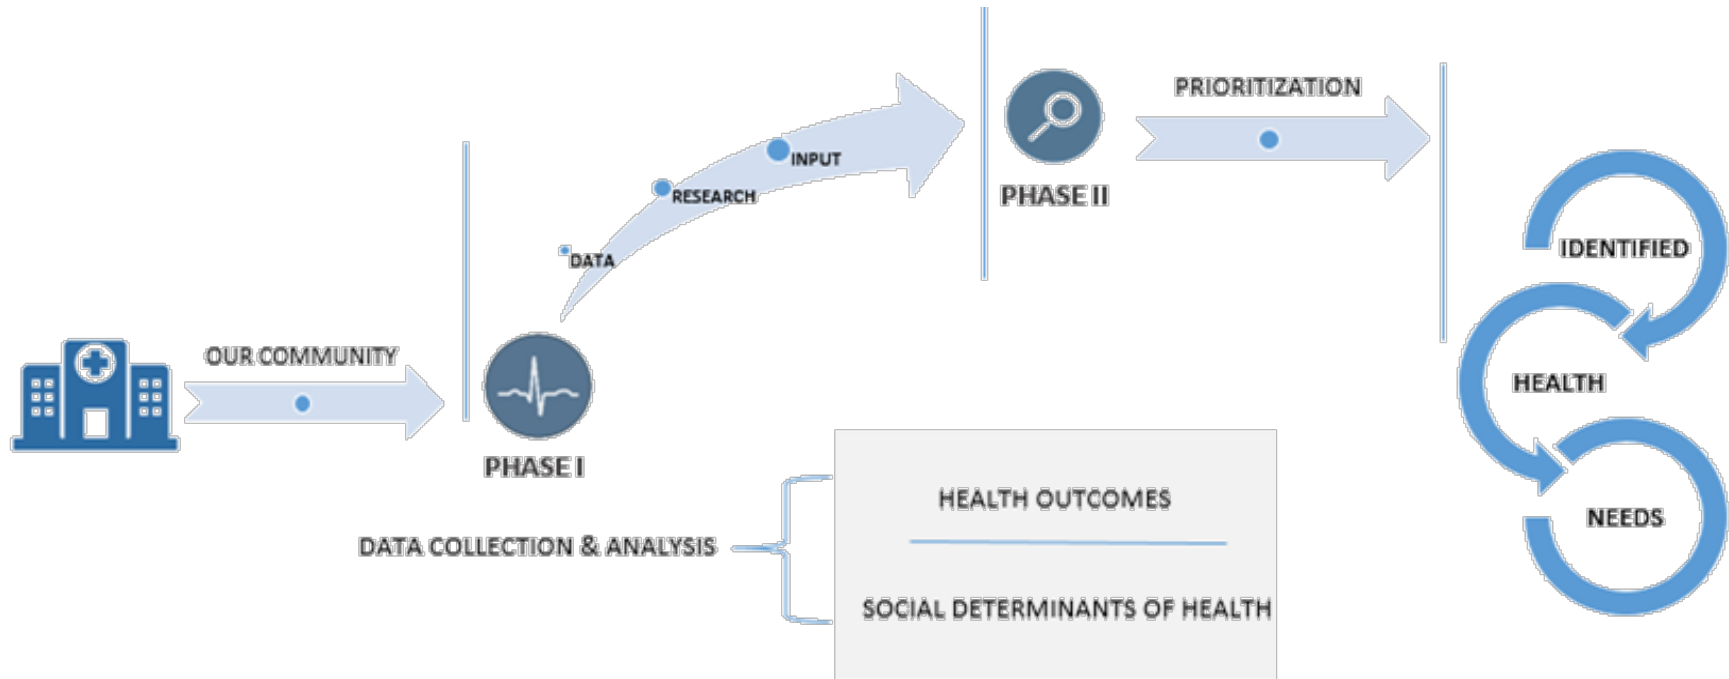 OUR COMMUNITY
PHASE I
DATA
RESEARCH
INPUT
PHASE II
PRIORITIZATION
IDENTIFIED
HEALTH
NEEDS
DATA COLLECTION & ANALYSIS
HEALTH OUTCOMES
SOCIAL DETERMINANTS OF HEALTH